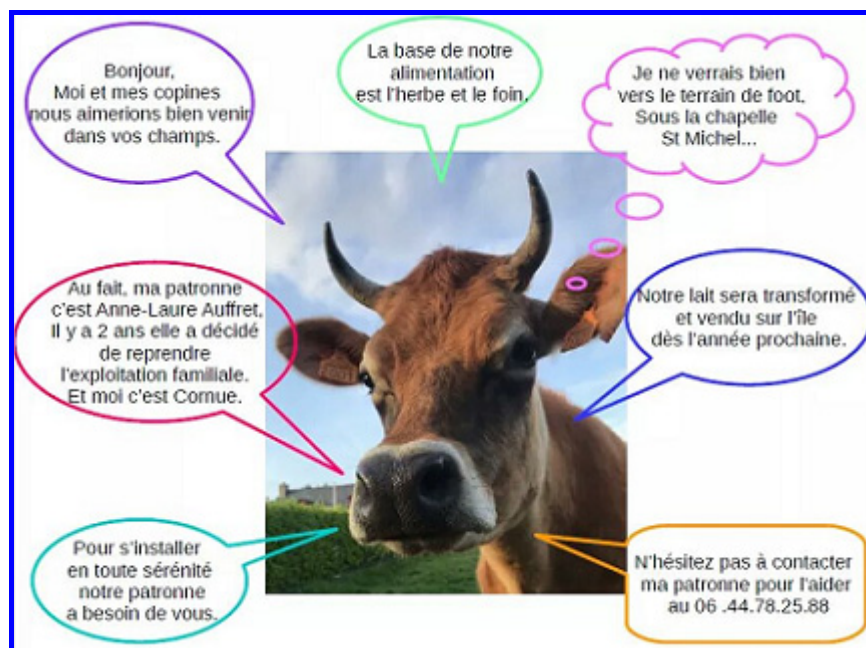 Bonjour,
Moi et mes copines
nous aimerions bien venir
dans vos champs.
La base de notre
alimentation
est l'herbe et le foin.
Je ne verrais bien
vers le terrain de foot,
Sous la chapelle
St Michel...
Au fait, ma patronne
c'est Anne-Laure Auffret,
Il y a 2 ans elle a décidé
de reprendre
l'exploitation familiale.
Et moi c'est Cornue.
Notre lait sera transformé
et vendu sur l'île
dès l'année prochaine.
Pour s'installer
en toute sérénité
notre patronne
a besoin de vous.
N'hésitez pas à contacter
ma patronne pour l'aider
au 06 .44.78.25.88